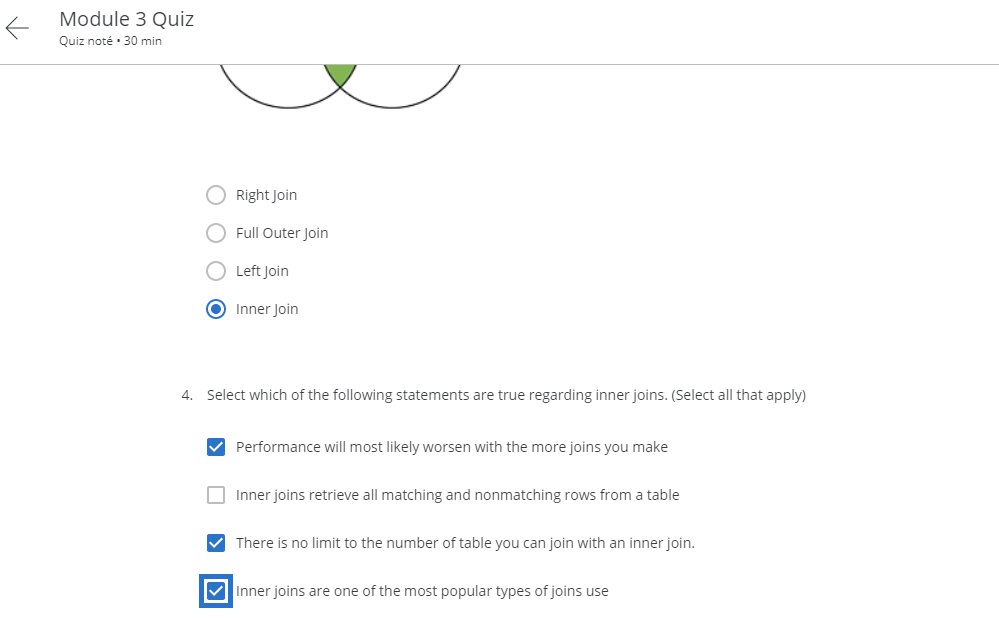 Module 3 Quiz
Quiz noté • 30 min
Right Join
Full Outer Join
Left Join
Inner Join
4. Select which of the following statements are true regarding inner joins. (Select all that apply)
Performance will most likely worsen with the more joins you make
Inner joins retrieve all matching and nonmatching rows from a table
There is no limit to the number of table you can join with an inner join.
Inner joins are one of the most popular types of joins use